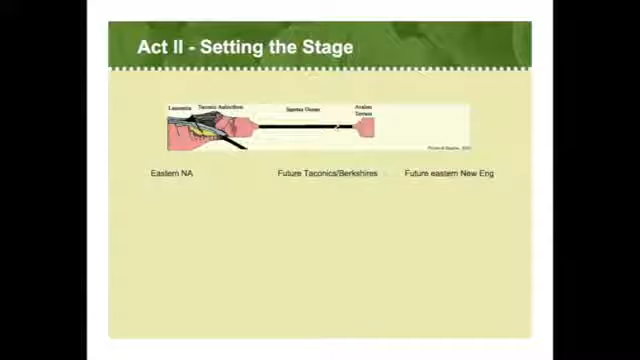 Act II - Setting the Stage
Laurentia Taconic Allochthon Iapetus Ocean Avalon
Terrane
Eastern NA Future Taconics/Berkshires Future eastern New Eng